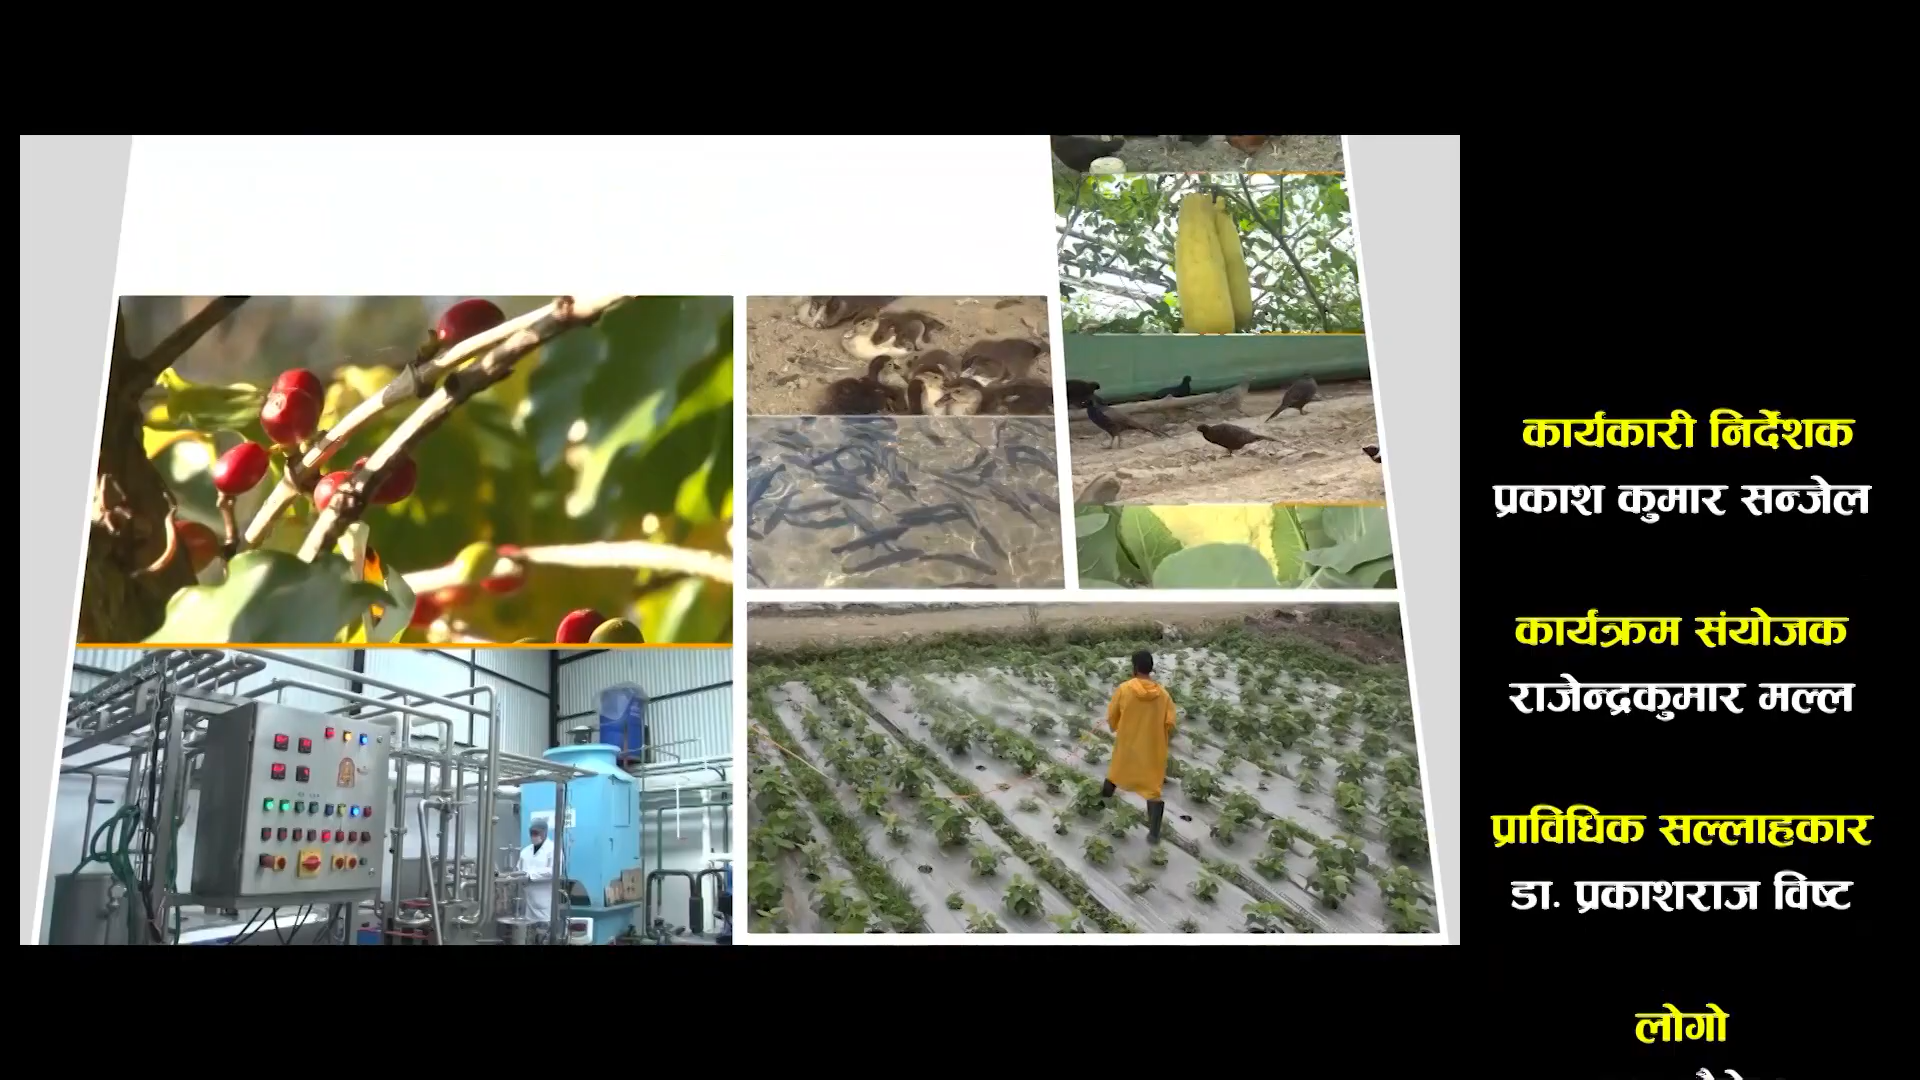 कार्यकारी निर्देशक
प्रकाश कुमार सन्जेल
कार्यक्रम संयोजक
राजेन्द्रकुमार मल्ल
प्राविधिक सल्लाहकार
डा. प्रकाशराज विष्ट
लोगो